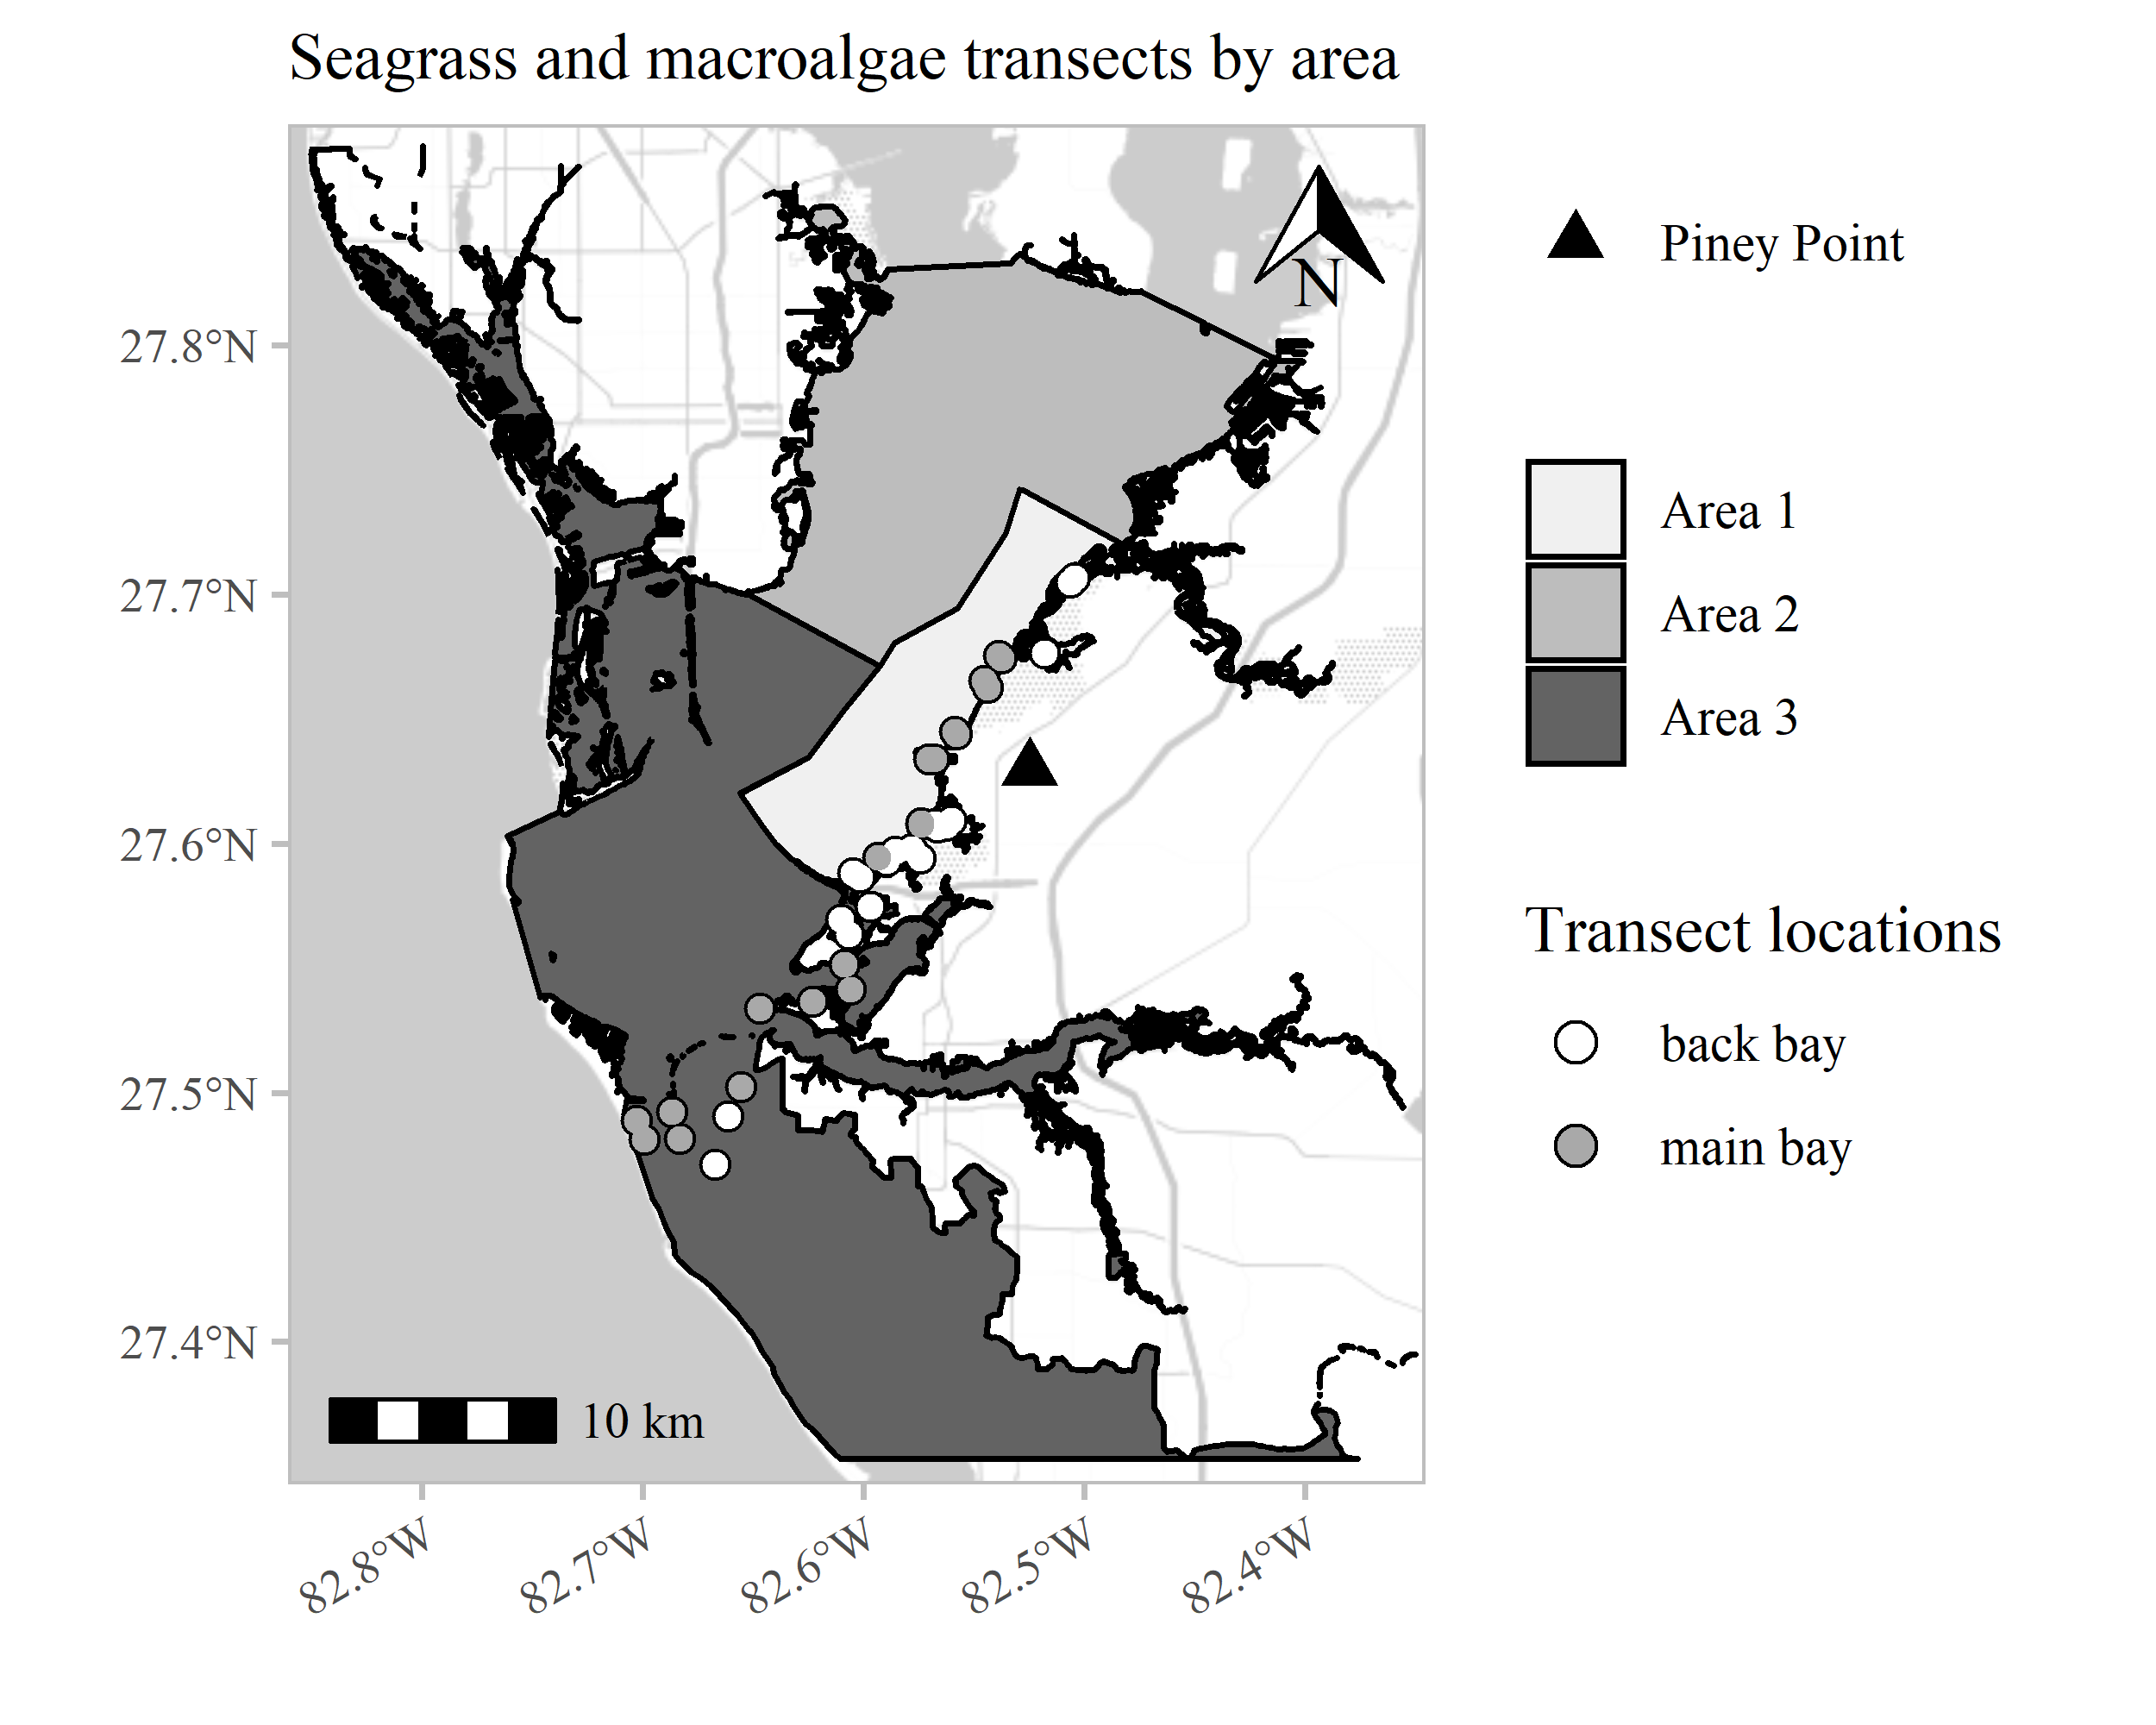 Seagrass and macroalgae transects by area
N
27.8°N
27.7°N
27.6°N
27.5°N
27.4°N
10 km
82.8°W
82.7°W
82.6°W
82.5°W
82.4°W
Piney Point
Area 1
Area 2
Area 3
Transect locations
back bay
main bay